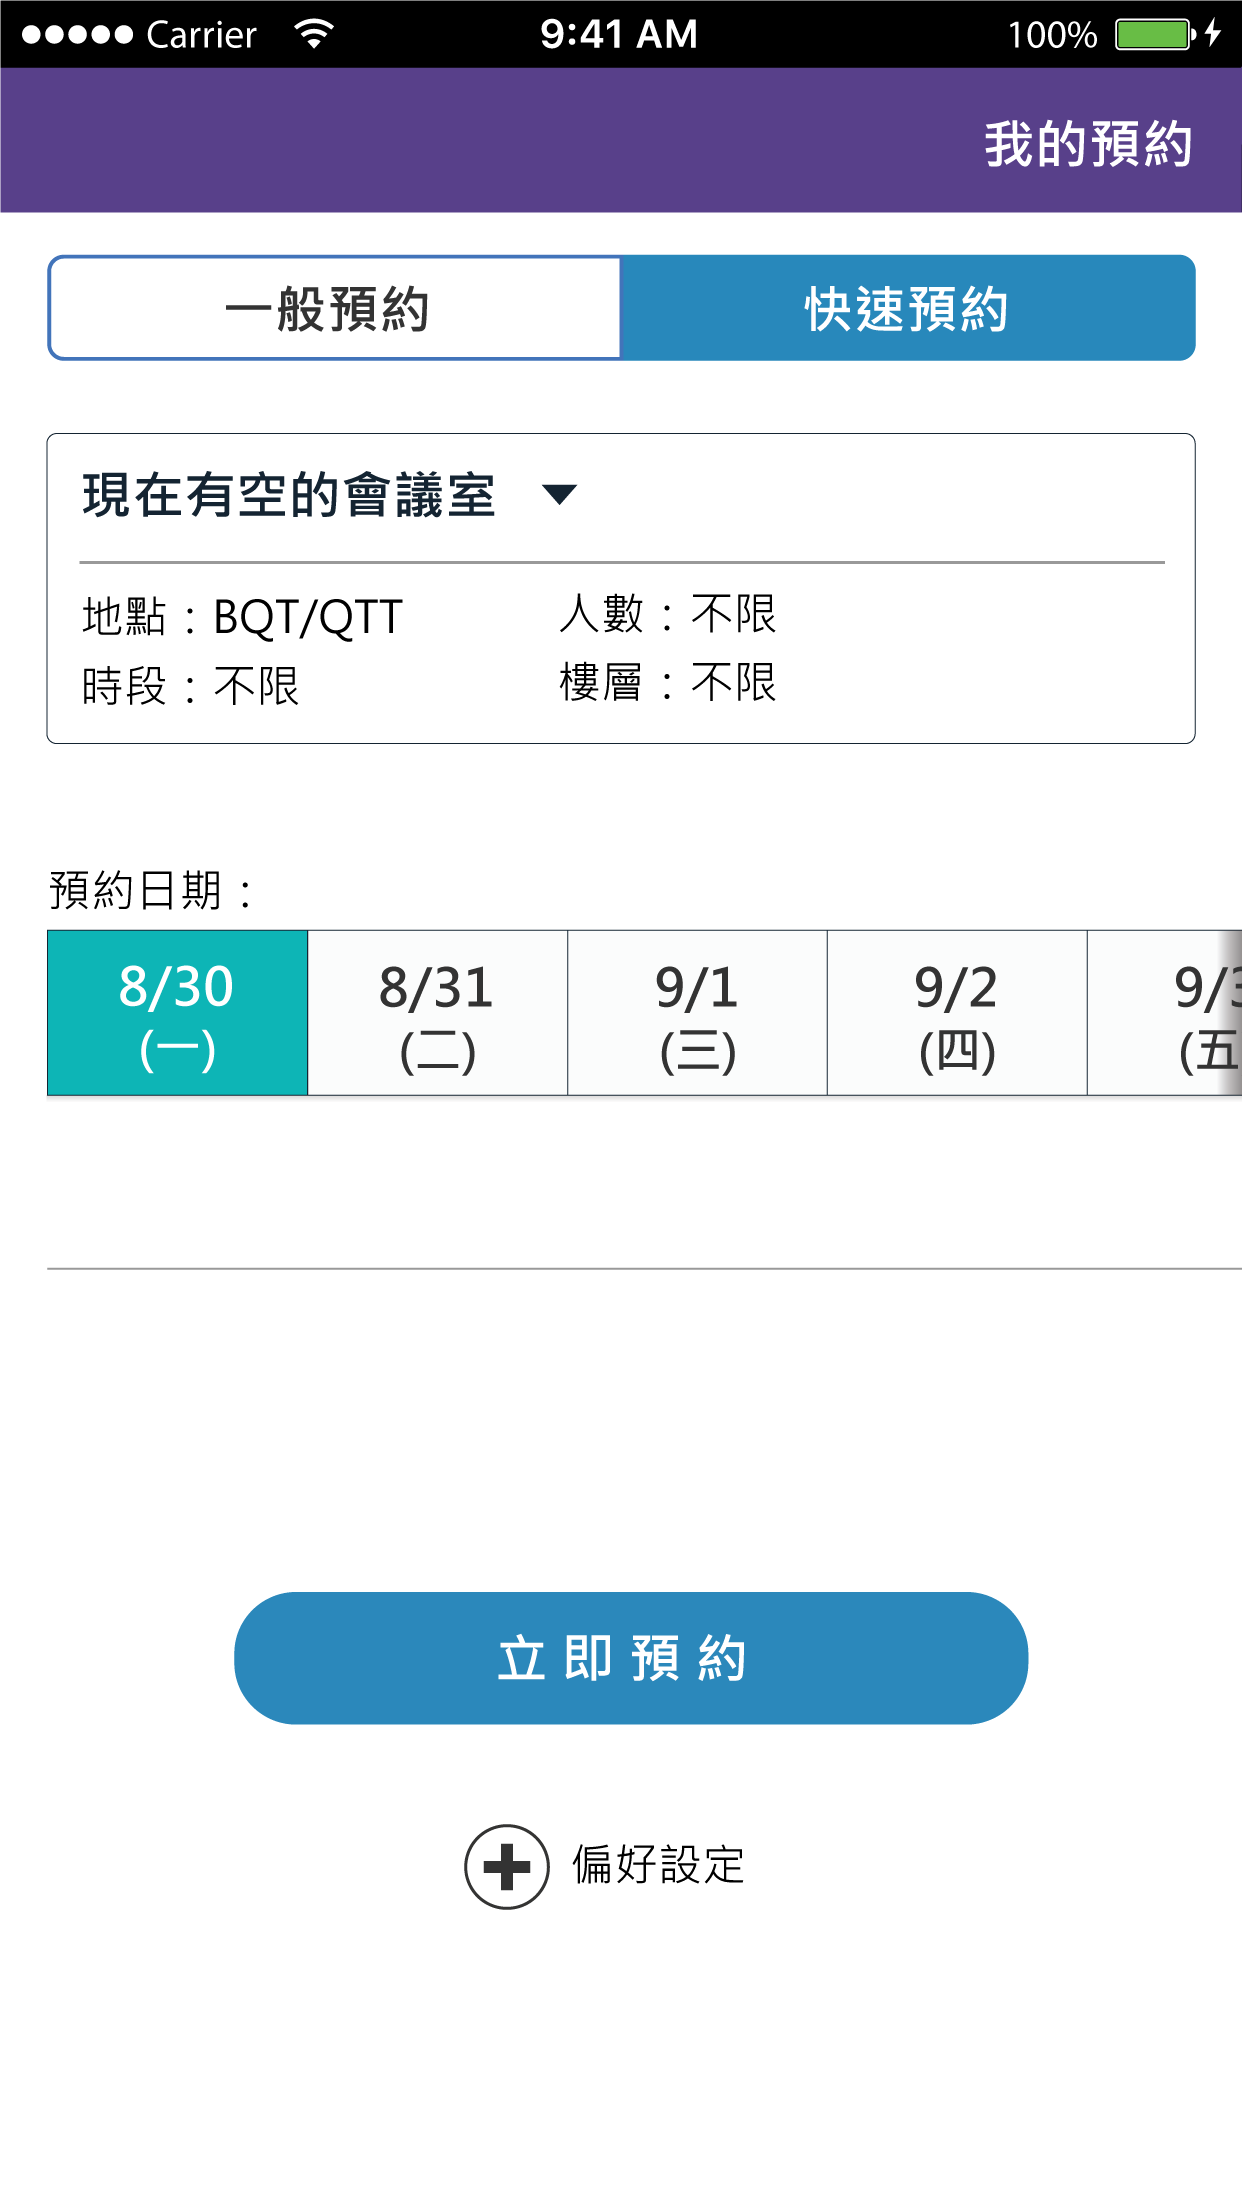 Carrier 9:41 AM 100%
我的預約
一般預約 快速預約
現在有空的會議室
地點：BQT/QTT 人數：不限
時段：不限 樓層：不限
預約日期：
8/30 8/31 9/1 9/2 9/3
(一) (二) (三) (四) (五
立即預約
偏好設定